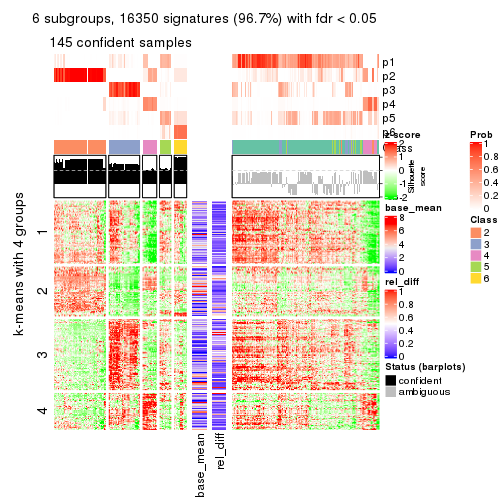 6 subgroups, 16350 signatures (96.7%) with fdr < 0.05
145 confident samples
p1
p2
p3
p4
p5
p6
Class
z-score
2
1
0
-1
-2
Silhouette
score
Prob
1
0.8
0.6
0.4
0.2
0
base_mean
8
6
4
2
0
Class
2
3
4
5
6
rel_diff
1
0.8
0.6
0.4
0.2
0
Status (barplots)
confident
ambiguous
k-means with 4 groups
1
2
3
4
base_mean
rel_diff